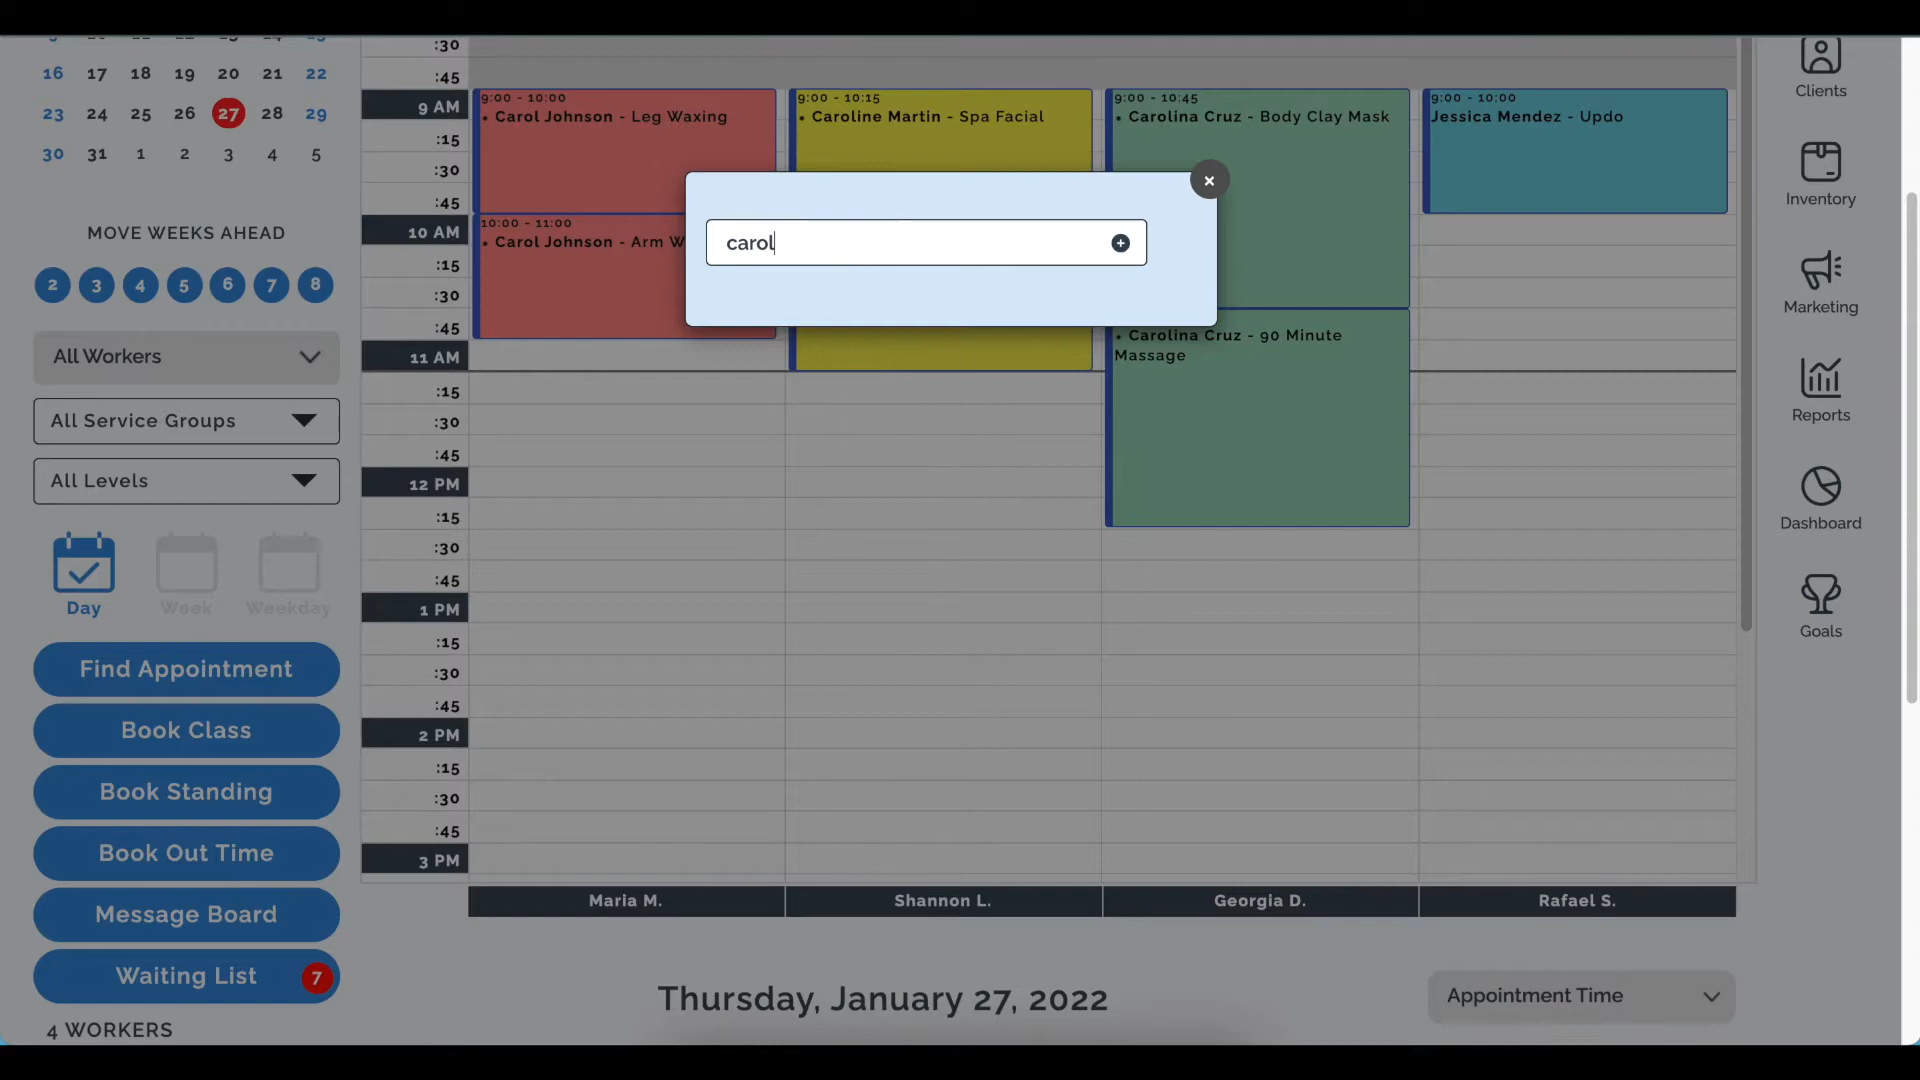 16 17 18 19 20 21 22
23 24 25 26 27 28 29
30 31 1 2 3 4 5
MOVE WEEKS AHEAD
2 3 4 5 6 7 8
All Workers
All Service Groups
All Levels
Day Week Weekday
Find Appointment
Book Class
Book Standing
Book Out Time
Message Board
Waiting List 7
4 WORKERS
:30
:45
9 AM
:15
:30
:45
10 AM
:15
:30
:45
11 AM
:15
:30
:45
12 PM
:15
:30
:45
1 PM
:15
:30
:45
2 PM
:15
:30
:45
3 PM
9:00 - 10:00
• Carol Johnson - Leg Waxing
10:00 - 11:00
• Carol Johnson - Arm W
9:00 - 10:15
• Caroline Martin - Spa Facial
9:00 - 10:45
• Carolina Cruz - Body Clay Mask
• Carolina Cruz - 90 Minute
Massage
9:00 - 10:00
Jessica Mendez - Updo
carol
Maria M. Shannon L. Georgia D. Rafael S.
Thursday, January 27, 2022
Appointment Time
Clients
Inventory
Marketing
Reports
Dashboard
Goals